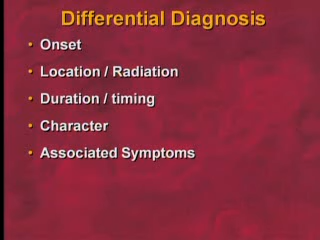 Differential Diagnosis
• Onset
• Location / Radiation
• Duration / timing
• Character
• Associated Symptoms